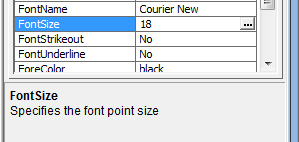 FontName Courier New
FontSize 18 ...
FontStrikeout No
FontUnderline No
ForeColor black
FontSize
Specifies the font point size